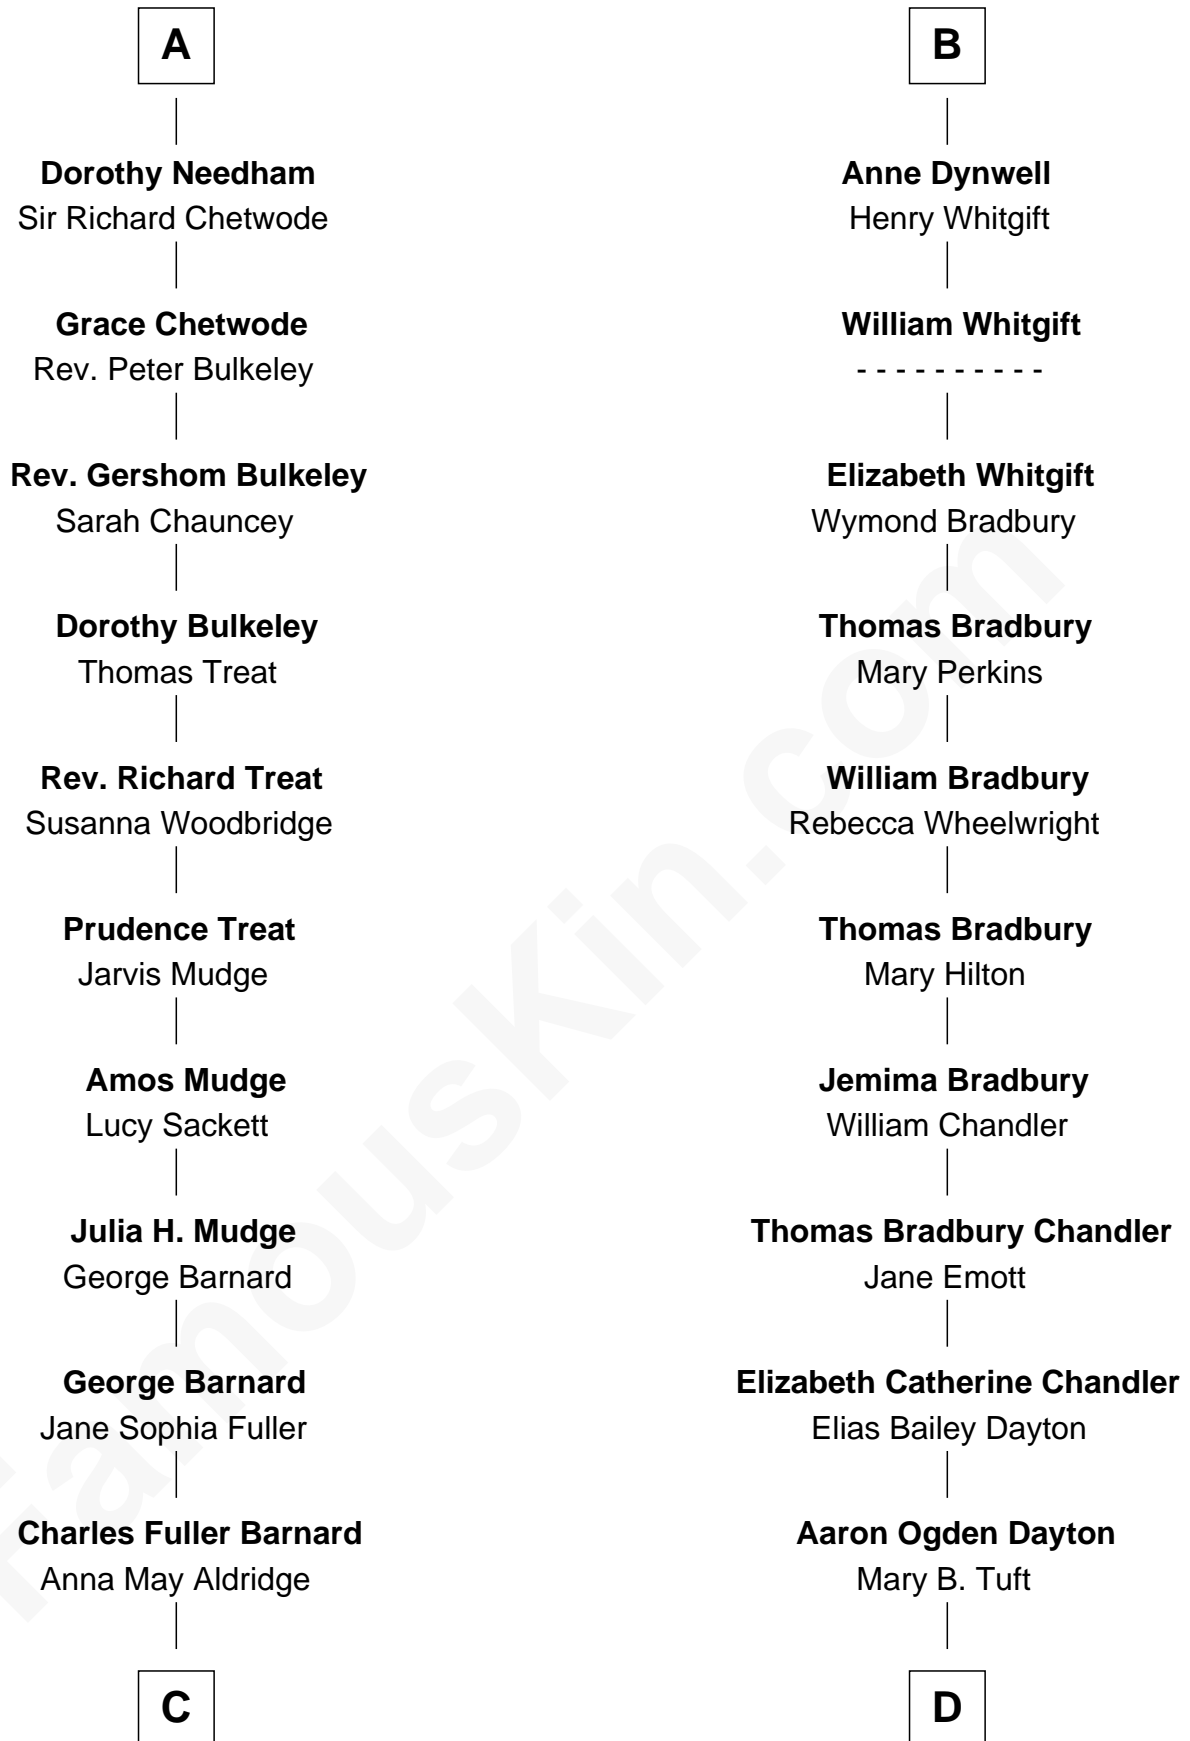 A
Dorothy Needham
Sir Richard Chetwode
Grace Chetwode
Rev. Peter Bulkeley
Rev. Gershom Bulkeley
Sarah Chauncey
Dorothy Bulkeley
Thomas Treat
Rev. Richard Treat
Susanna Woodbridge
Prudence Treat
Jarvis Mudge
Amos Mudge
Lucy Sackett
Julia H. Mudge
George Barnard
George Barnard
Jane Sophia Fuller
Charles Fuller Barnard
Anna May Aldridge
C
B
Anne Dynwell
Henry Whitgift
William Whitgift
- - - - - - - - - -
Elizabeth Whitgift
Wymond Bradbury
Thomas Bradbury
Mary Perkins
William Bradbury
Rebecca Wheelwright
Thomas Bradbury
Mary Hilton
Jemima Bradbury
William Chandler
Thomas Bradbury Chandler
Jane Emott
Elizabeth Catherine Chandler
Elias Bailey Dayton
Aaron Ogden Dayton
Mary B. Tuft
D
FamousKin.com